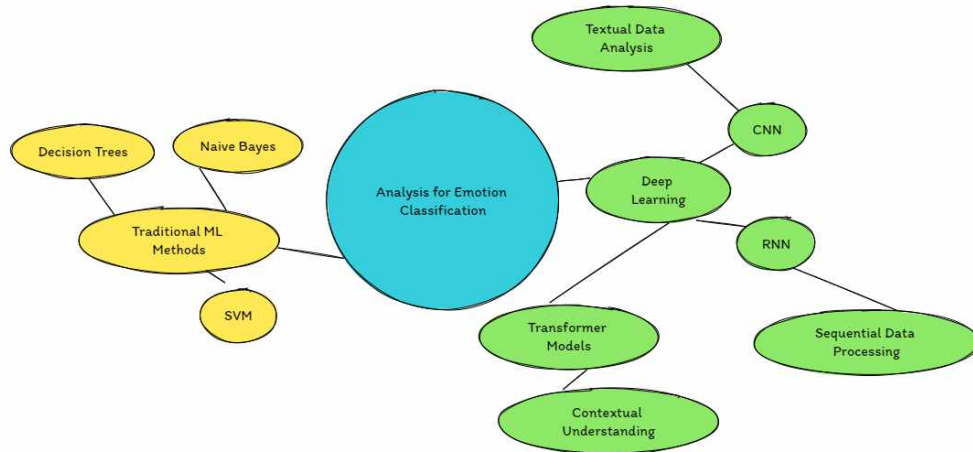 Textual Data
Analysis
CNN
Decision Trees
Naive Bayes
Analysis for Emotion
Classification
Deep
Learning
Traditional ML
Methods
RNN
SVM
Transformer
Models
Sequential Data
Processing
Contextual
Understanding